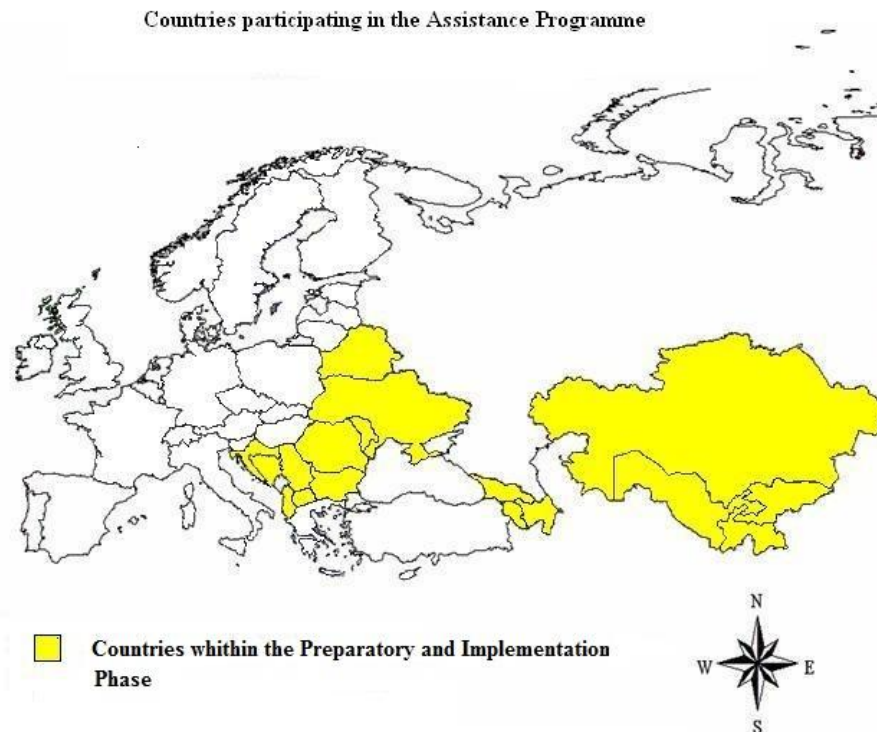 Countries participating in the Assistance Programme
N
W
E
S
Countries whithin the Preparatory and Implementation
Phase